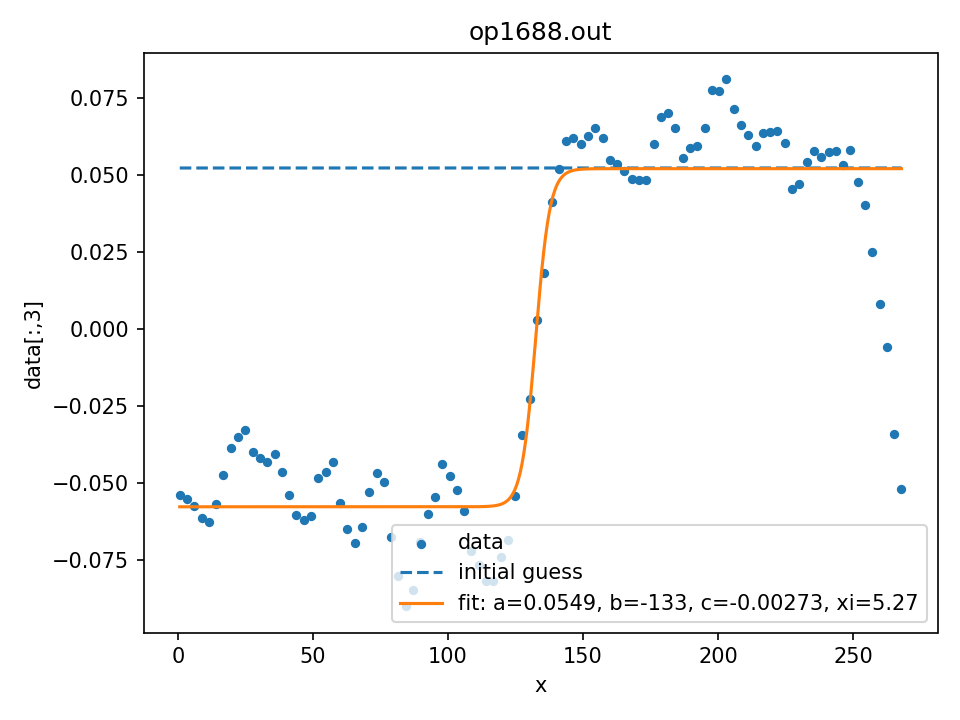 op1688.out
0.075
0.050
0.025
0.000
−0.025
−0.050
−0.075
data[:,3]
0 50 100 150 200 250
x
data
initial guess
fit: a=0.0549, b=-133, c=-0.00273, xi=5.27